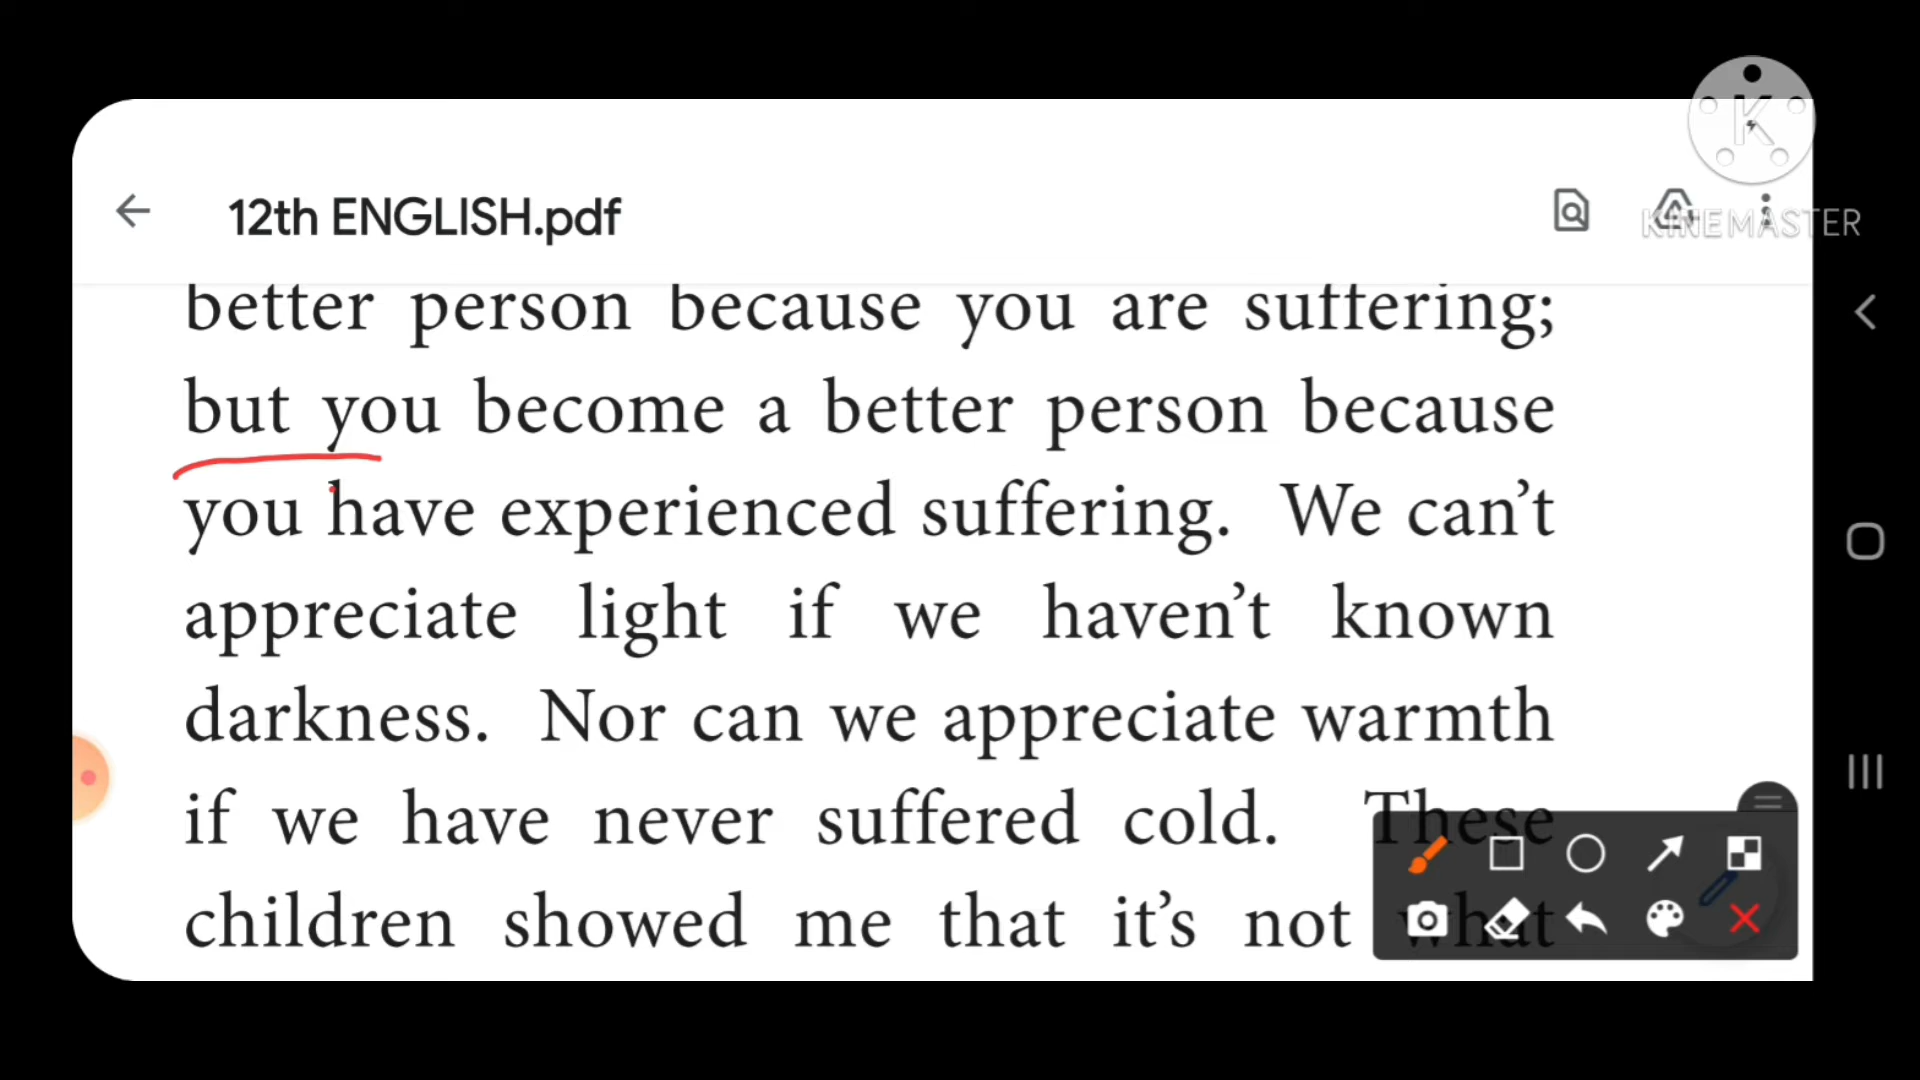 K
KINEMASTER
12th ENGLISH.pdf
better person because you are suffering;
but you become a better person because
you have experienced suffering. We can’t
appreciate light if we haven’t known
darkness. Nor can we appreciate warmth
if we have never suffered cold. These
children showed me that it’s not what